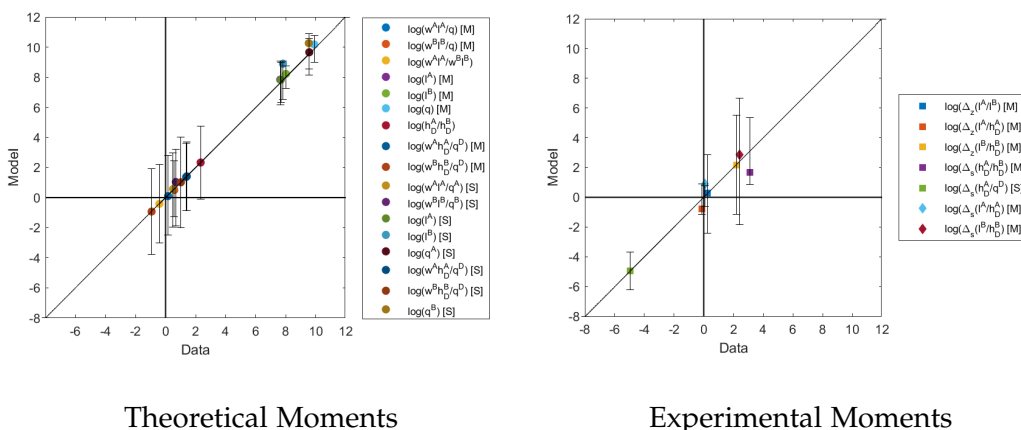 12
10
8
6
4
2
0
-2
-4
-6
-8
Model
-6 -4 -2 0 2 4 6 8 10 12
Data
log(w^A l^A/q) [M]
log(w^B l^B/q) [M]
log(w^A l^A/w^B l^B)
log(l^A) [M]
log(l^B) [M]
log(q) [M]
log(h_D^A/h_D^B)
log(w^A h_D^A/q^D) [M]
log(w^B h_D^B/q^D) [M]
log(w^A l^A/q^A) [S]
log(w^B l^B/q^B) [S]
log(l^A) [S]
log(l^B) [S]
log(q^A) [S]
log(w^A h_D^A/q^D) [S]
log(w^B h_D^B/q^D) [S]
log(q^B) [S]
Theoretical Moments
12
10
8
6
4
2
0
-2
-4
-6
-8
Model
-8 -6 -4 -2 0 2 4 6 8 10 12
Data
log(Δ_z(l^A/l^B) [M]
log(Δ_z(l^A/h_D^A) [M]
log(Δ_z(l^B/h_D^B) [M]
log(Δ_s(h_D^A/h_D^B) [M]
log(Δ_s(h_D^A/q^D) [S]
log(Δ_s(l^A/h_D^A) [M]
log(Δ_s(l^B/h_D^B) [M]
Experimental Moments